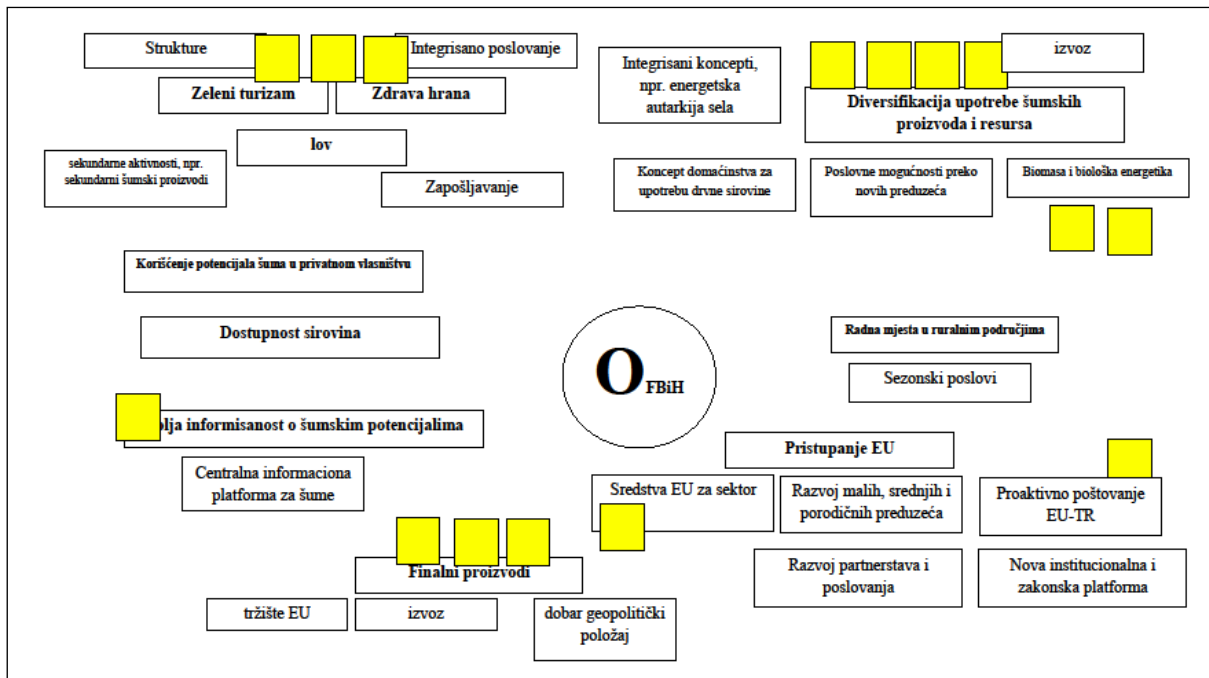 Strukture
Integrisano poslovanje
Zeleni turizam
Zdrava hrana
lov
sekundarne aktivnosti, npr.
sekundarni šumski proizvodi
Zapošljavanje
Integrisani koncepti,
npr. energetska
autarkija sela
izvoz
Diversifikacija upotrebe šumskih
proizvoda i resursa
Koncept domaćinstva za
upotrebu drvne sirovine
Poslovne mogućnosti preko
novih preduzeća
Biomasa i biološka energetika
Korišćenje potencijala šuma u privatnom vlasništvu
Dostupnost sirovina
O FBiH
Radna mjesta u ruralnim područjima
Sezonski poslovi
olja informisanost o šumskim potencijalima
Centralna informaciona
platforma za šume
Pristupanje EU
Sredstva EU za sektor
Razvoj malih, srednjih i
porodičnih preduzeća
Proaktivno poštovanje
EU-TR
Razvoj partnerstava i
poslovanja
Nova institucionalna i
zakonska platforma
Finalni proizvodi
tržište EU
izvoz
dobar geopolitički
položaj